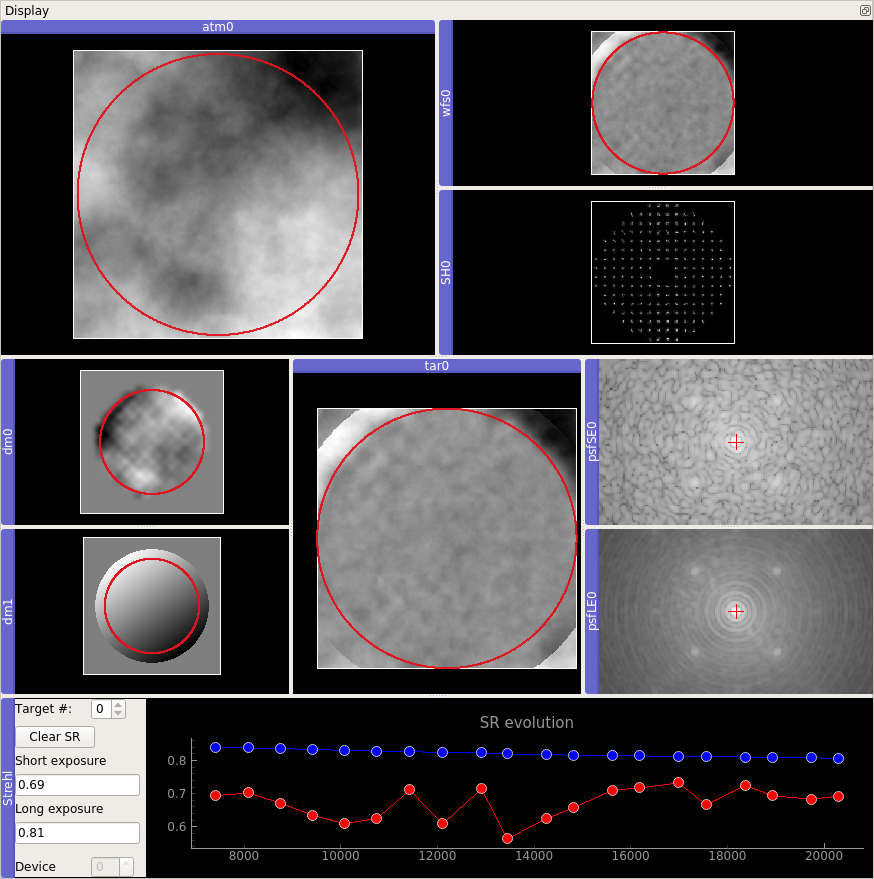 Display
atm0
wfs0
SH0
dm0
tar0
psfSE0
dm1
psfLE0
Strehl
Target #: 0
Clear SR
Short exposure
0.69
Long exposure
0.81
Device 0
SR evolution
0.8
0.7
0.6
8000 10000 12000 14000 16000 18000 20000